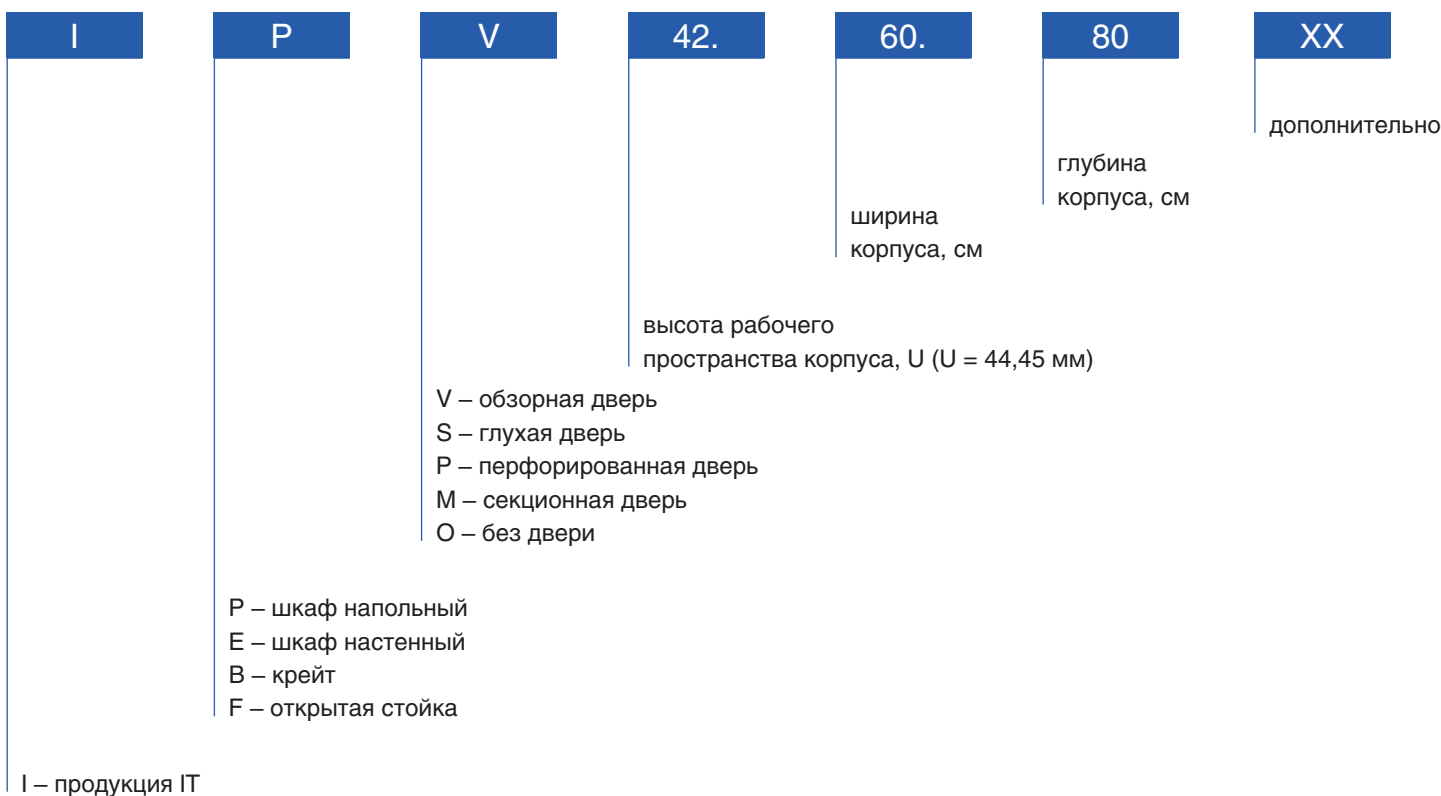 I P V 42. 60. 80 XX
дополнительно
глубина
корпуса, см
ширина
корпуса, см
высота рабочего
пространства корпуса, U (U = 44,45 мм)
V – обзорная дверь
S – глухая дверь
P – перфорированная дверь
M – секционная дверь
O – без двери
P – шкаф напольный
E – шкаф настенный
B – крейт
F – открытая стойка
I – продукция IT